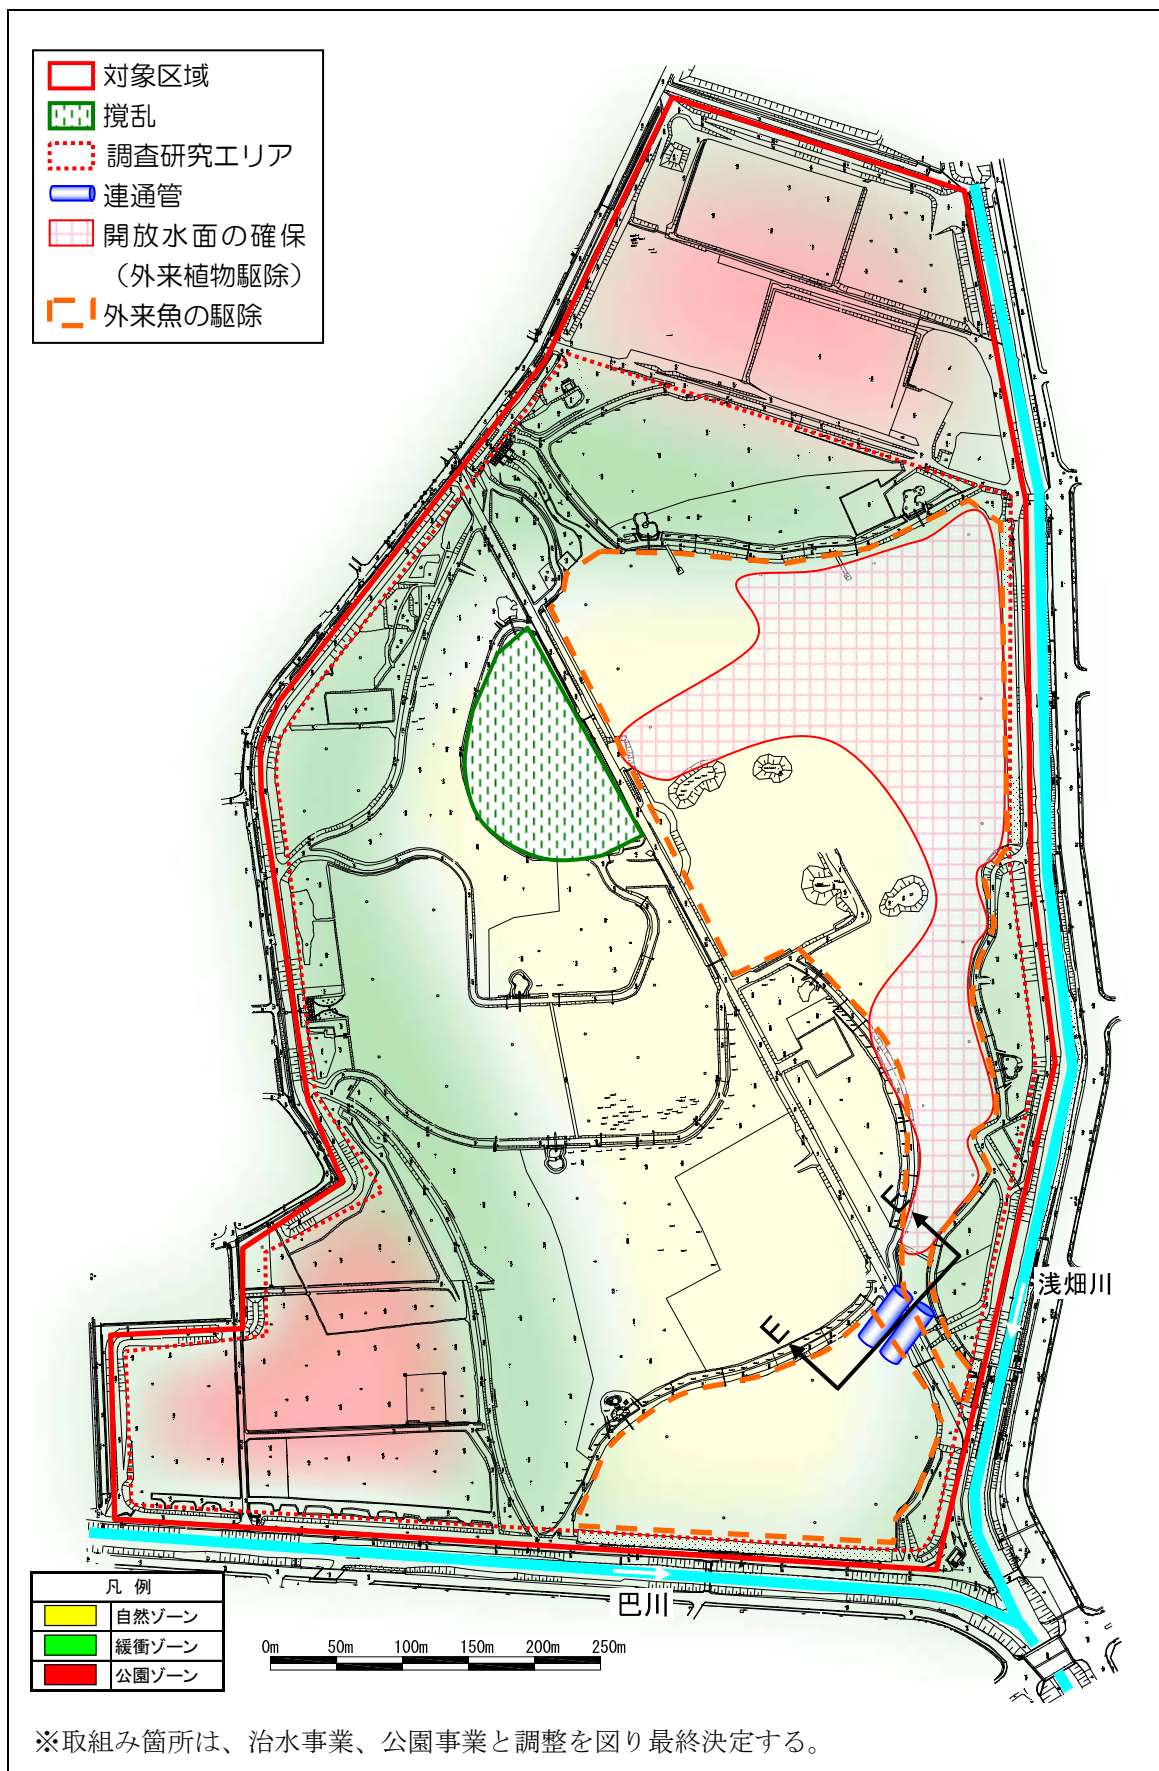 対象区域
撹乱
調査研究エリア
連通管
開放水面の確保
（外来植物駆除）
外来魚の駆除
E
E
浅畑川
巴川
凡 例
自然ゾーン
緩衝ゾーン
公園ゾーン
0m 50m 100m 150m 200m 250m
※取組み箇所は、治水事業、公園事業と調整を図り最終決定する。